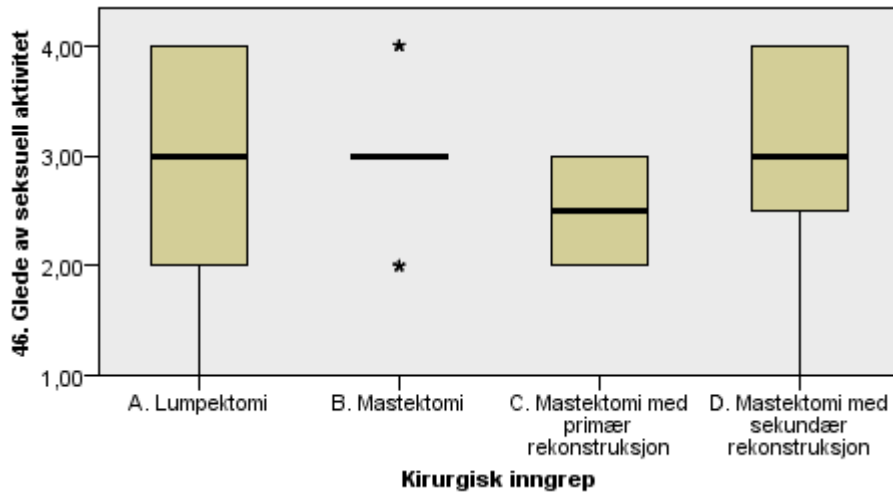 46. Glede av seksuell aktivitet
4,00
3,00
2,00
1,00
A. Lumpektomi
B. Mastektomi
C. Mastektomi med
primær
rekonstruksjon
D. Mastektomi med
sekundær
rekonstruksjon
Kirurgisk inngrep